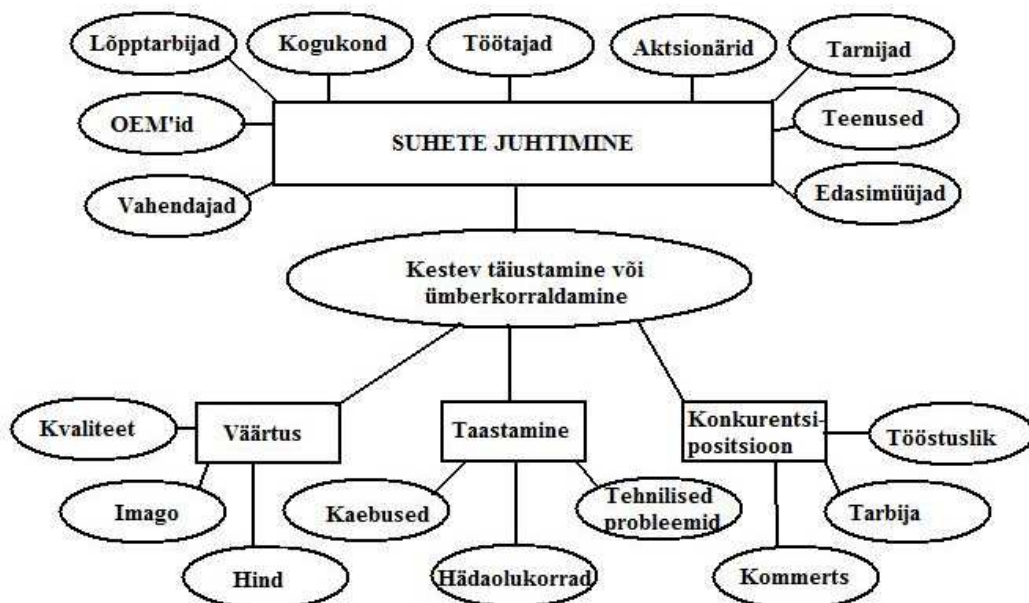 Lõpptarbijad
Kogukond
Töötajad
Aktsionärid
Tarnijad
OEM'id
SUHETE JUHTIMINE
Teenused
Vahendajad
Edasimüüjad
Kestev täiustamine või
ümberkorraldamine
Kvaliteet
Väärtus
Taastamine
Konkurentsi-
positsioon
Tööstuslik
Imago
Kaebused
Tehnilised
probleemid
Tarbija
Hind
Hädaolukorrad
Kommerts